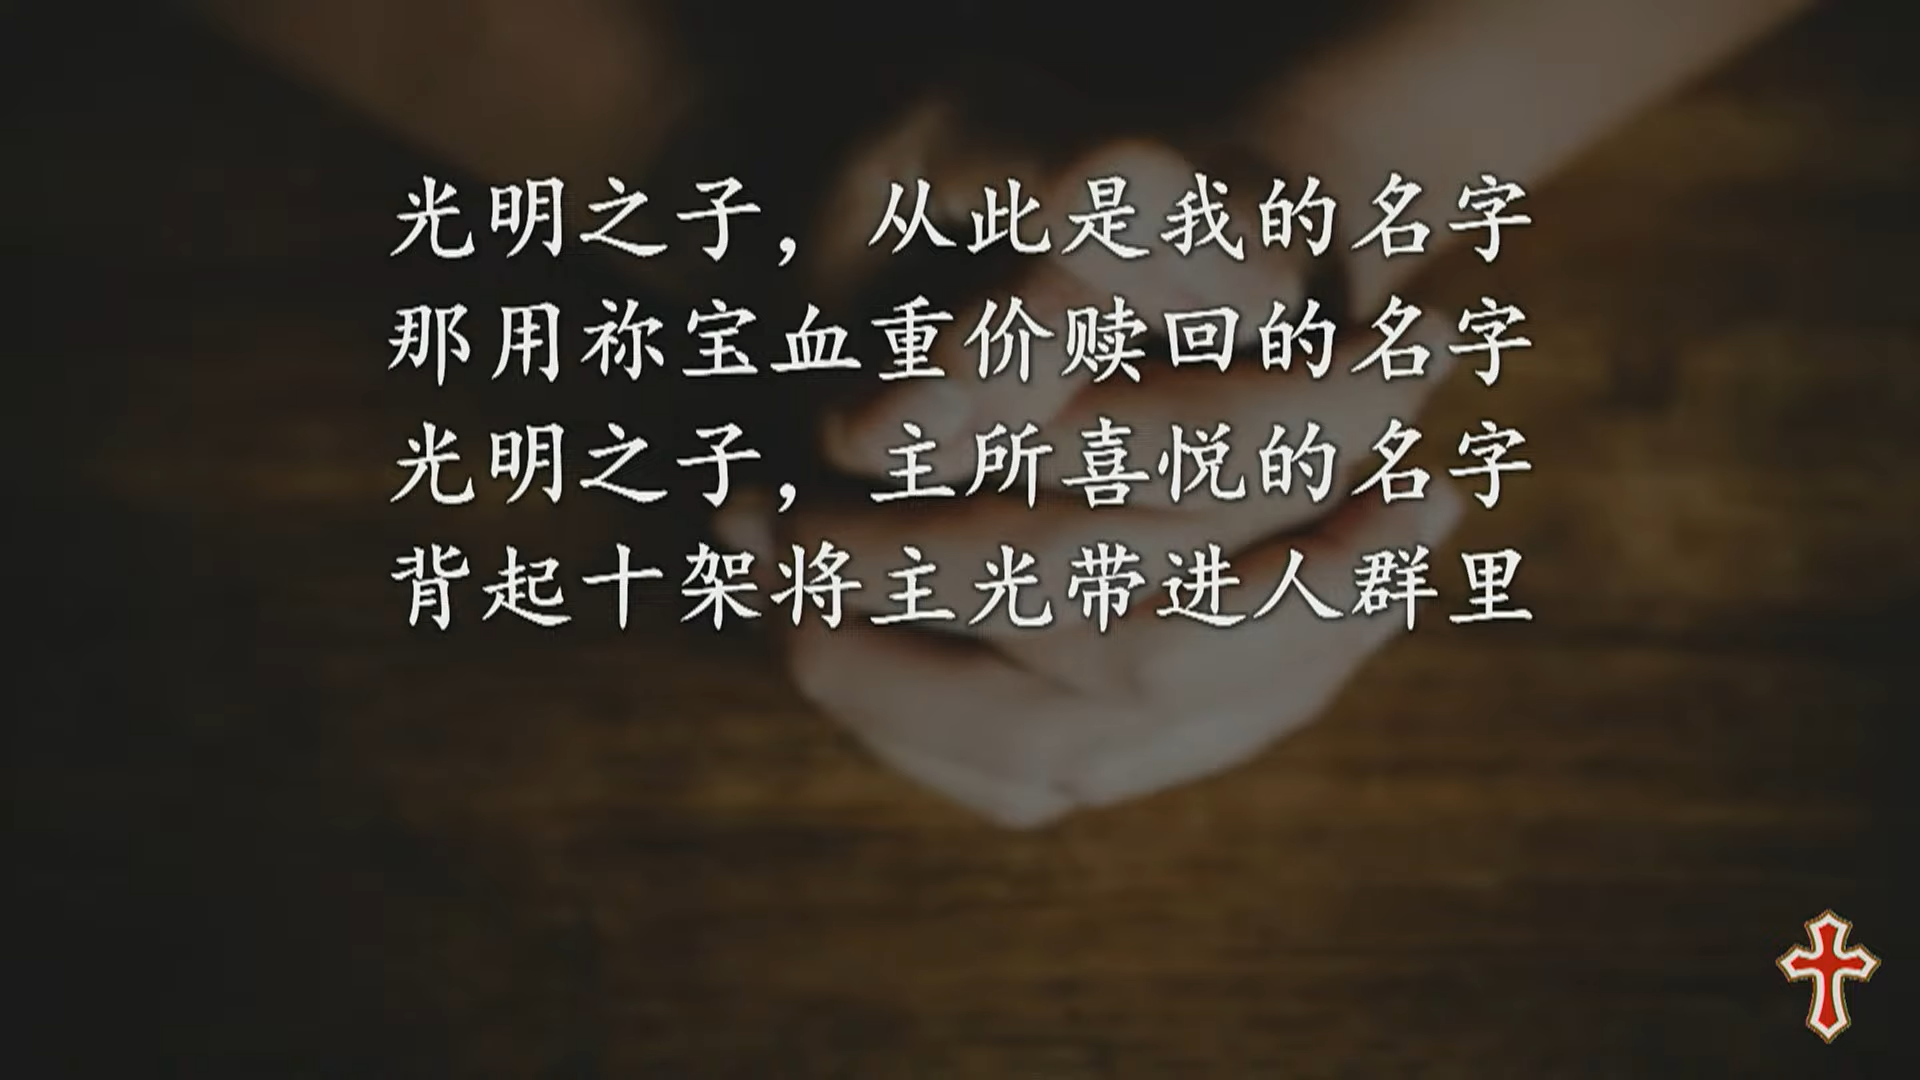 光明之子，从此是我的名字
那用祢宝血重价赎回的名字
光明之子，主所喜悦的名字
背起十架将主光带进人群里